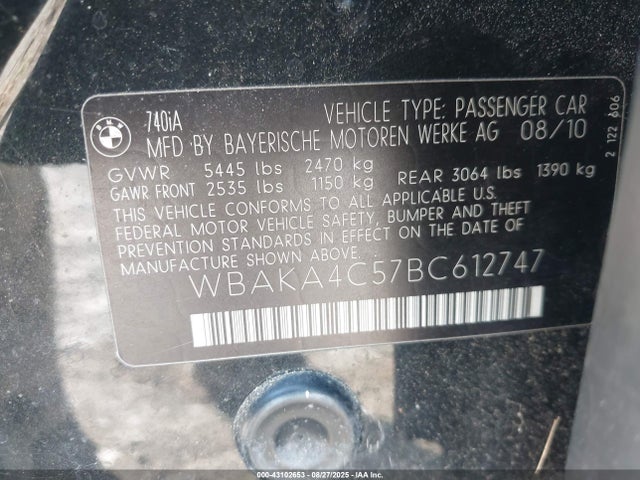 BMW
740iA VEHICLE TYPE: PASSENGER CAR
MFD BY BAYERISCHE MOTOREN WERKE AG 08/10
GVWR 5445 lbs 2470 kg
GAWR FRONT 2535 lbs 1150 kg REAR 3064 lbs 1390 kg
THIS VEHICLE CONFORMS TO ALL APPLICABLE U.S.
FEDERAL MOTOR VEHICLE SAFETY, BUMPER AND THEFT
PREVENTION STANDARDS IN EFFECT ON THE DATE OF
MANUFACTURE SHOWN ABOVE.
WBAKA4C57BC612747
2 122 606
000-43102653 - 08/27/2025 - IAAI.com